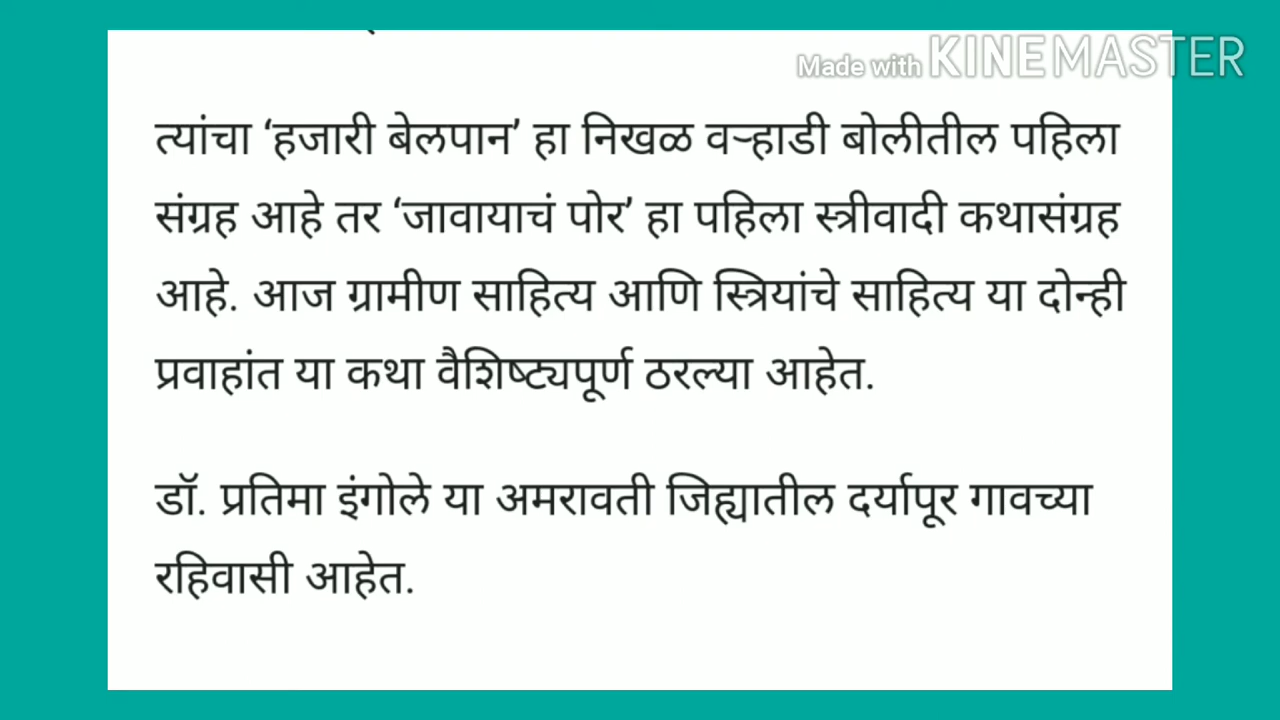 Made with KINEMASTER
त्यांचा ‘हजारी बेलपान’ हा निखळ वऱ्हाडी बोलीतील पहिला
संग्रह आहे तर ‘जावायाचं पोर’ हा पहिला स्त्रीवादी कथासंग्रह
आहे. आज ग्रामीण साहित्य आणि स्त्रियांचे साहित्य या दोन्ही
प्रवाहांत या कथा वैशिष्ट्यपूर्ण ठरल्या आहेत.
डॉ. प्रतिमा इंगोले या अमरावती जिह्यातील दर्यापूर गावच्या
रहिवासी आहेत.